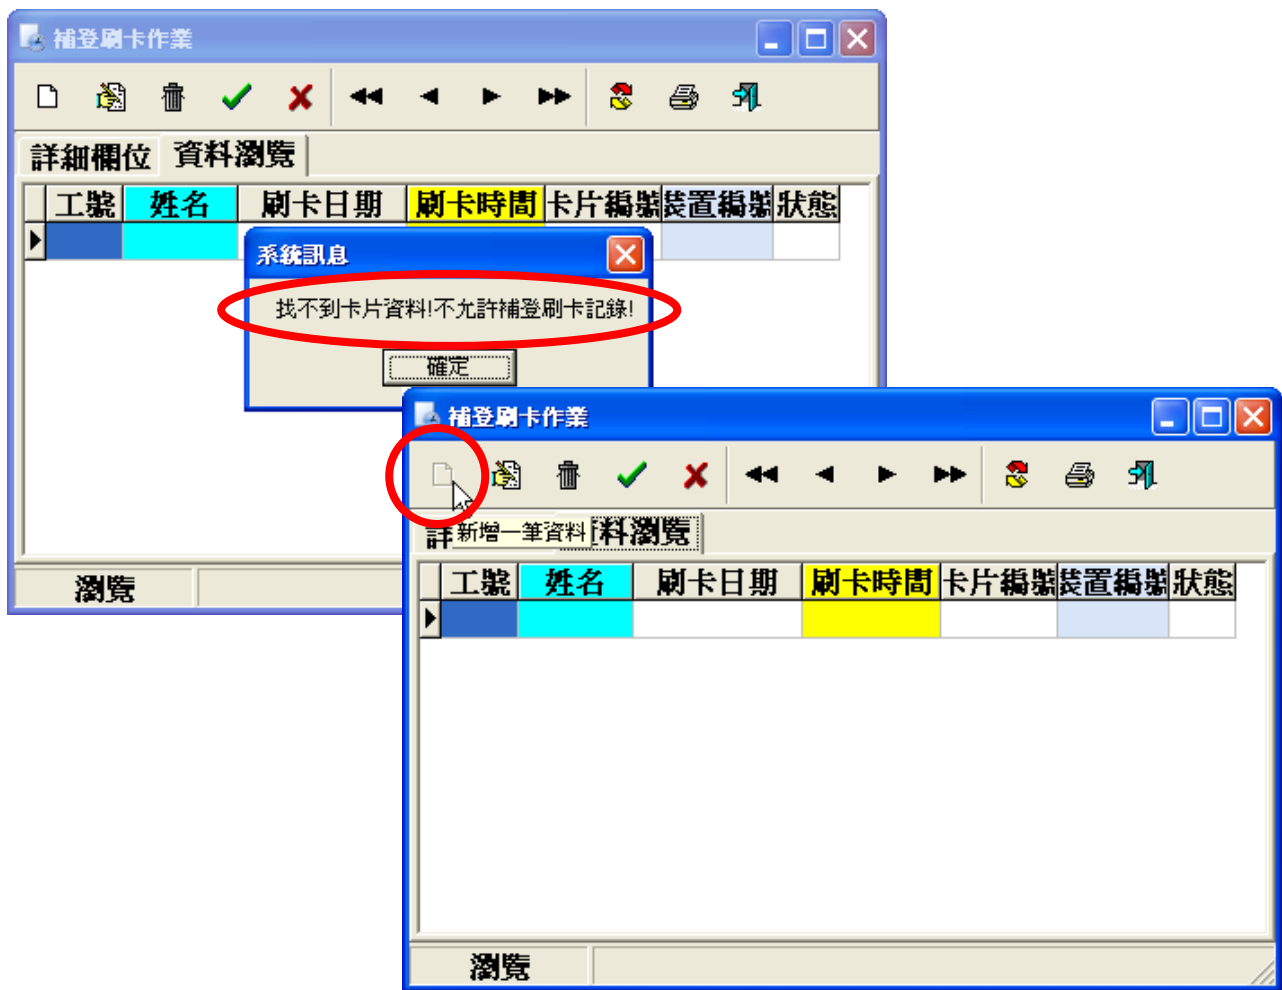 補登刷卡作業
詳細欄位 資料瀏覽
工號 姓名 刷卡日期 刷卡時間 卡片編號 裝置編號 狀態
系統訊息
找不到卡片資料!不允許補登刷卡記錄!
確定
瀏覽
補登刷卡作業
新增一筆資料
詳 料瀏覽
工號 姓名 刷卡日期 刷卡時間 卡片編號 裝置編號 狀態
瀏覽